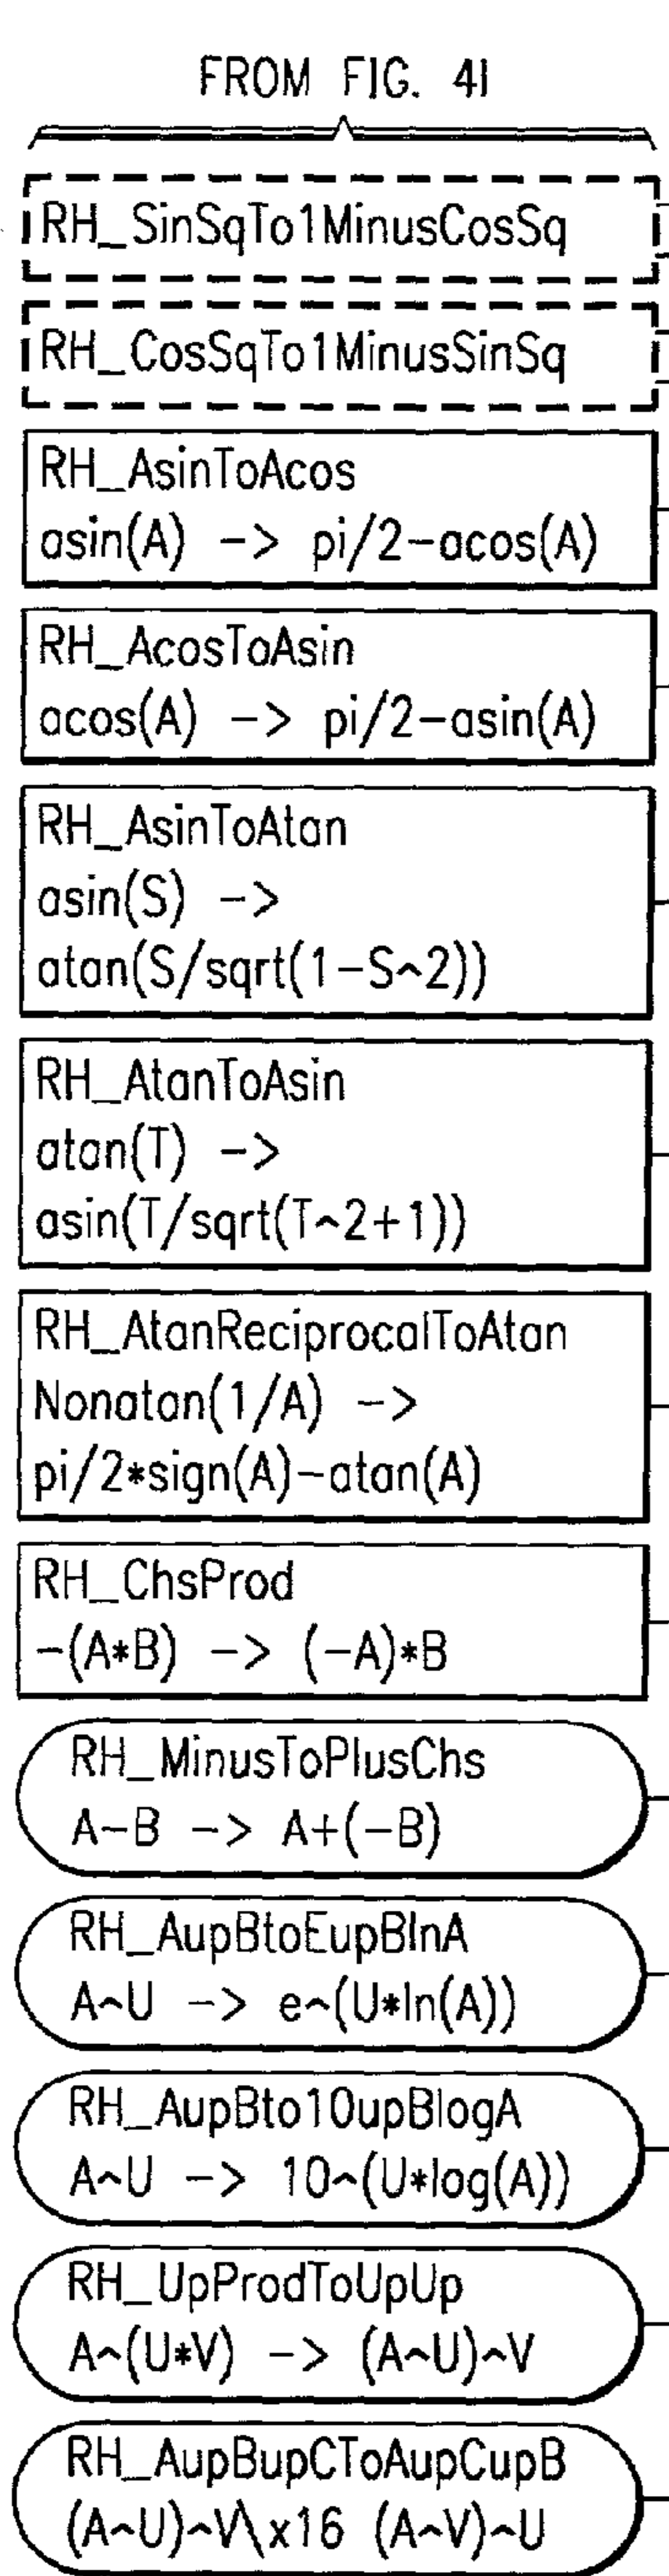 FROM FIG. 4I
RH_SinSqTo1MinusCosSq
RH_CosSqTo1MinusSinSq
RH_AsinToAcos
asin(A) -> pi/2-acos(A)
RH_AcosToAsin
acos(A) -> pi/2-asin(A)
RH_AsinToAtan
asin(S) ->
atan(S/sqrt(1-S^2))
RH_AtanToAsin
atan(T) ->
asin(T/sqrt(T^2+1))
RH_AtanReciprocalToAtan
Nonatan(1/A) ->
pi/2*sign(A)-atan(A)
RH_ChsProd
-(A*B) -> (-A)*B
RH_MinusToPlusChs
A-B -> A+(-B)
RH_AupBtoEupBlnA
A^U -> e^(U*ln(A))
RH_AupBto10upBlogA
A^U -> 10^(U*log(A))
RH_UpProdToUpUp
A^(U*V) -> (A^U)^V
RH_AupBupCToAupCupB
(A^U)^V\x16 (A^V)^U